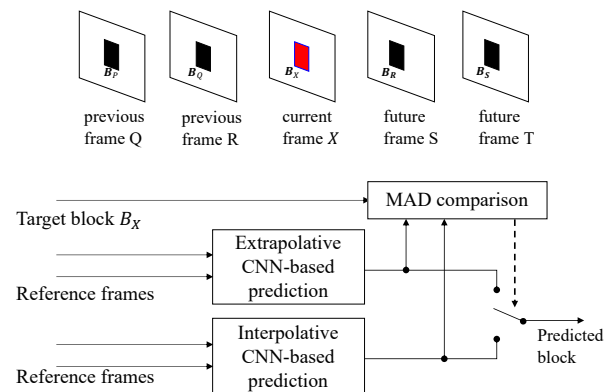 B_P
B_Q
B_X
B_R
B_S
previous
frame Q
previous
frame R
current
frame X
future
frame S
future
frame T
MAD comparison
Target block B_X
Extrapolative
CNN-based
prediction
Reference frames
Interpolative
CNN-based
prediction
Reference frames
Predicted
block